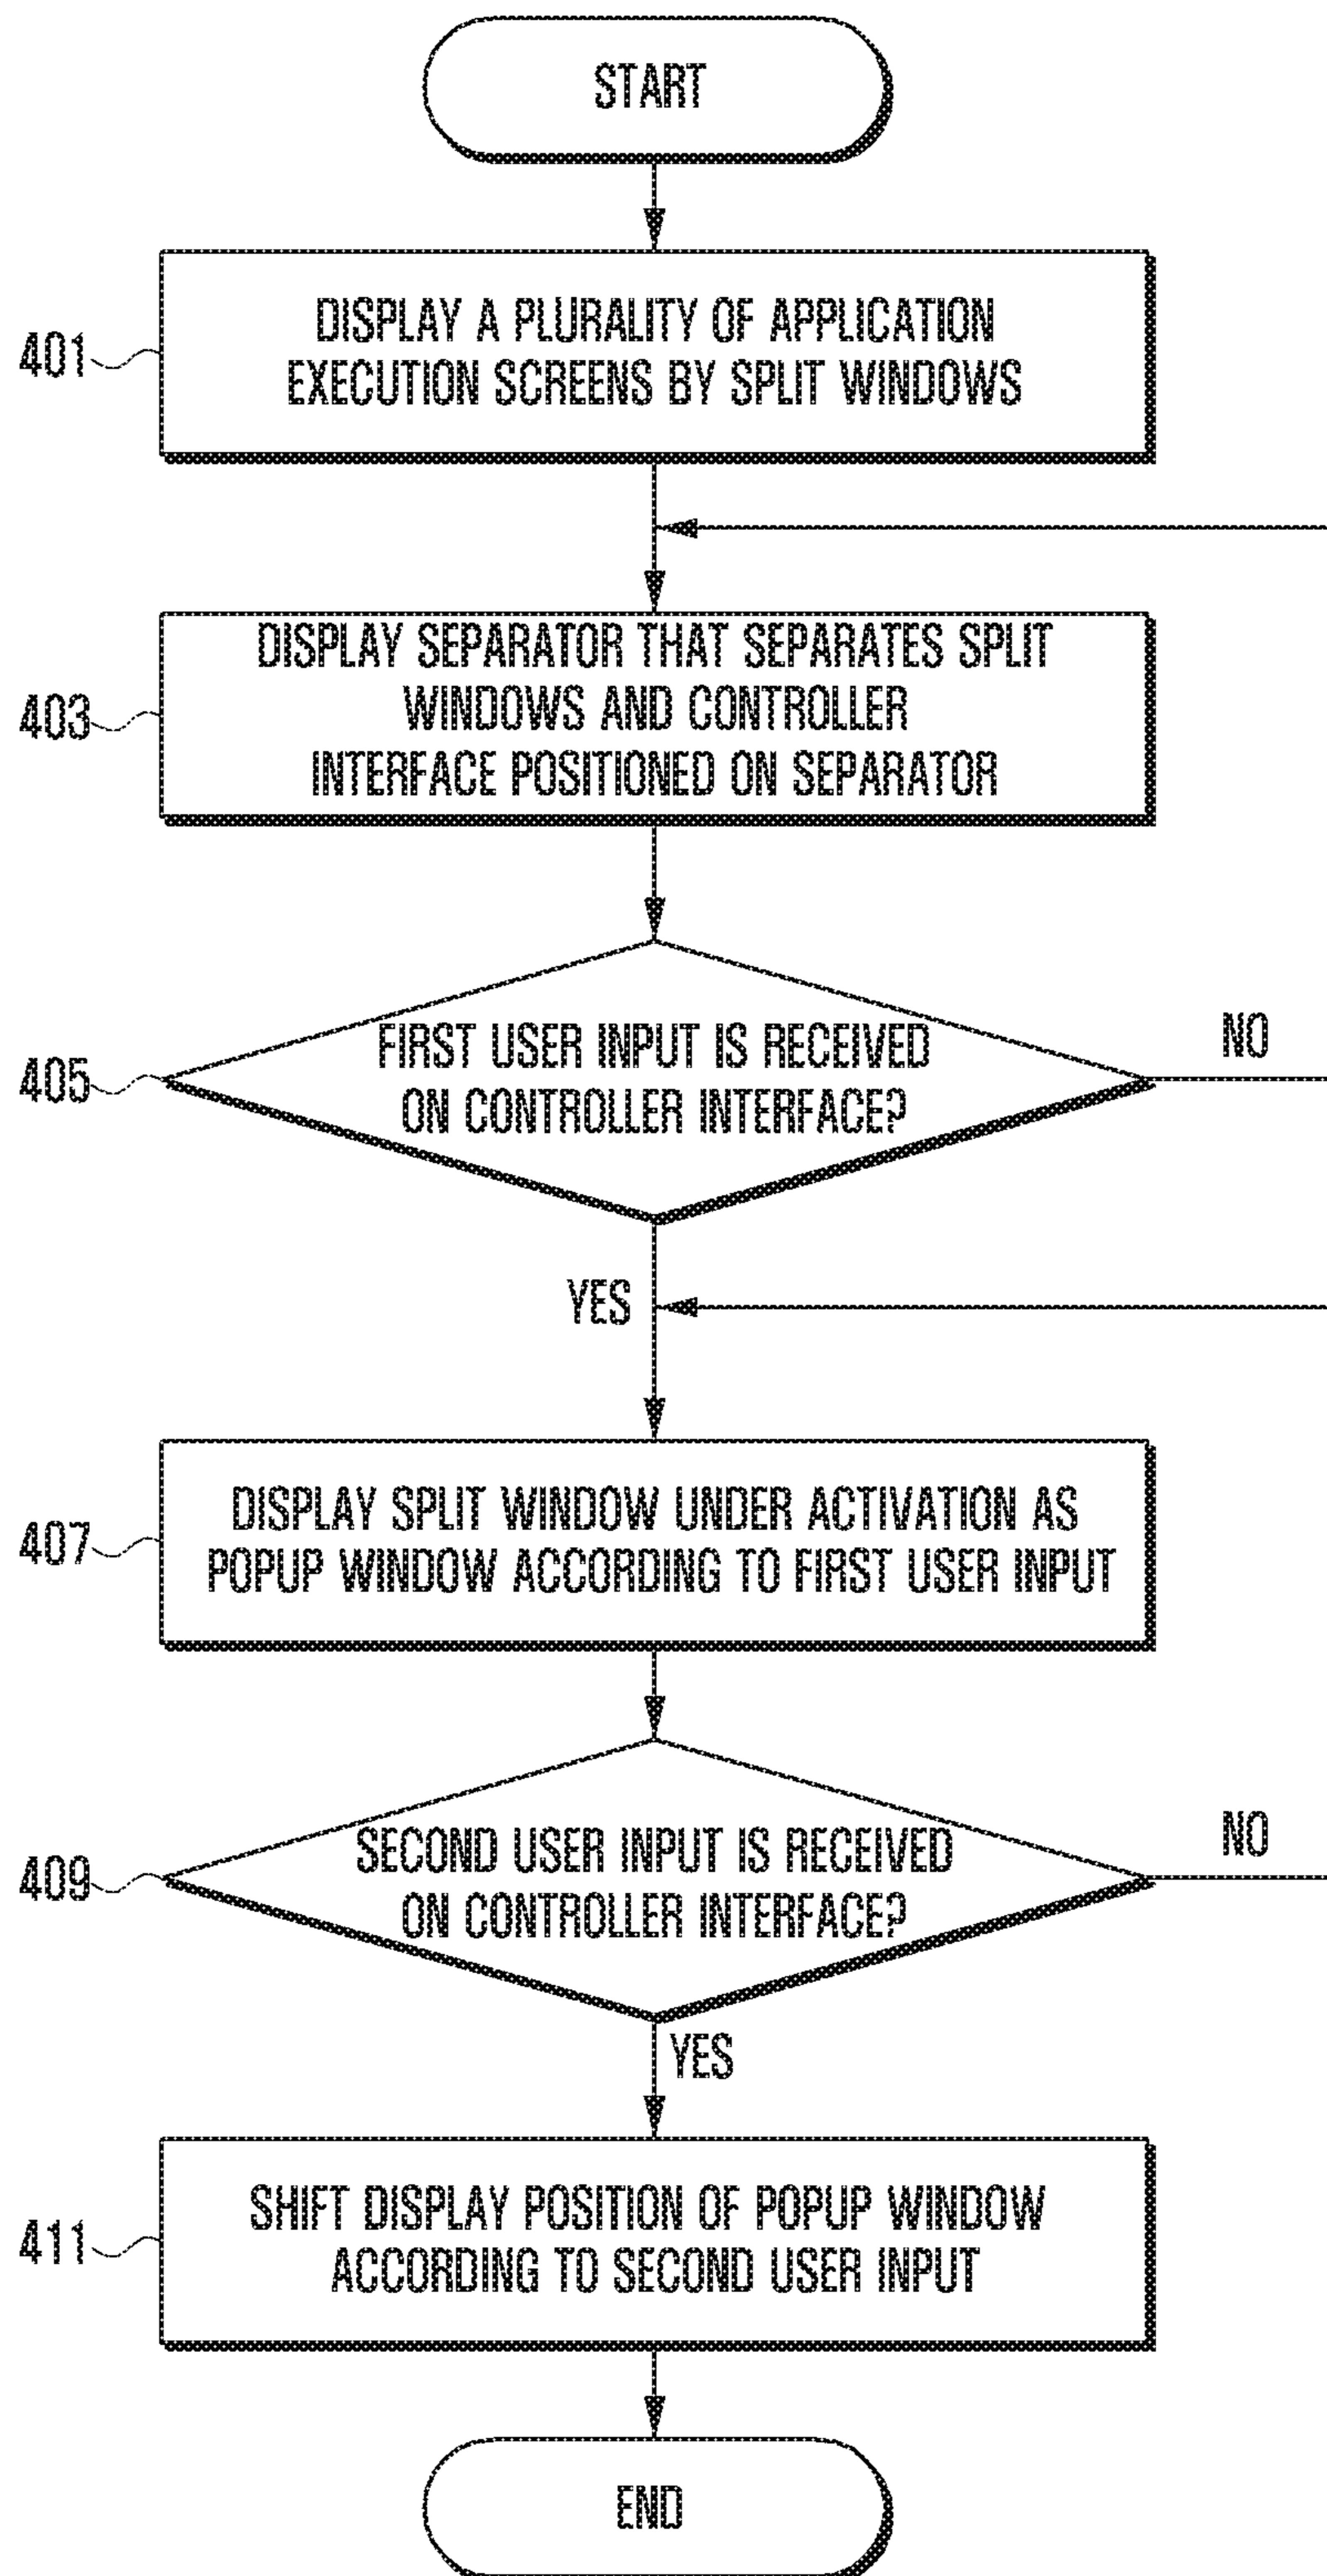 START
401
DISPLAY A PLURALITY OF APPLICATION
EXECUTION SCREENS BY SPLIT WINDOWS
403
DISPLAY SEPARATOR THAT SEPARATES SPLIT
WINDOWS AND CONTROLLER
INTERFACE POSITIONED ON SEPARATOR
405
FIRST USER INPUT IS RECEIVED
ON CONTROLLER INTERFACE?
NO
YES
407
DISPLAY SPLIT WINDOW UNDER ACTIVATION AS
POPUP WINDOW ACCORDING TO FIRST USER INPUT
409
SECOND USER INPUT IS RECEIVED
ON CONTROLLER INTERFACE?
NO
YES
411
SHIFT DISPLAY POSITION OF POPUP WINDOW
ACCORDING TO SECOND USER INPUT
END